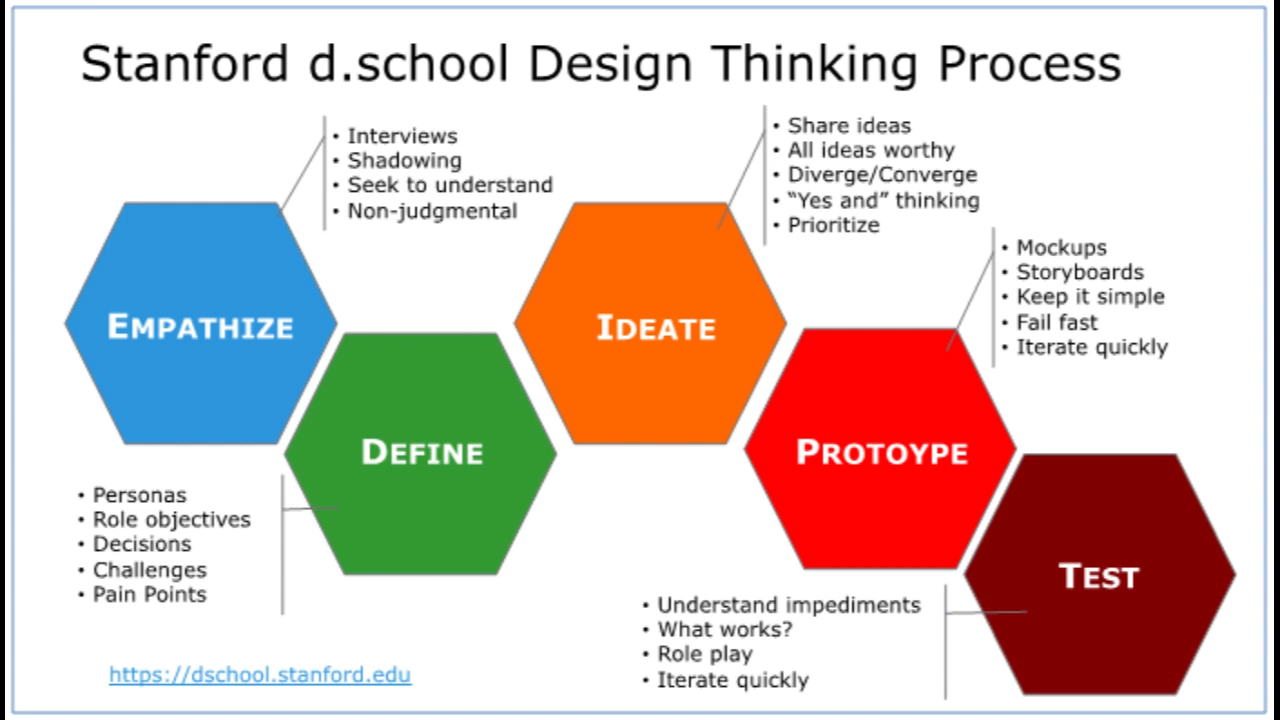 Stanford d.school Design Thinking Process
• Interviews
• Shadowing
• Seek to understand
• Non-judgmental
• Share ideas
• All ideas worthy
• Diverge/Converge
• “Yes and” thinking
• Prioritize
• Mockups
• Storyboards
• Keep it simple
• Fail fast
• Iterate quickly
EMPATHIZE
IDEATE
DEFINE
PROTOYPE
• Personas
• Role objectives
• Decisions
• Challenges
• Pain Points
TEST
• Understand impediments
• What works?
• Role play
• Iterate quickly
https://dschool.stanford.edu